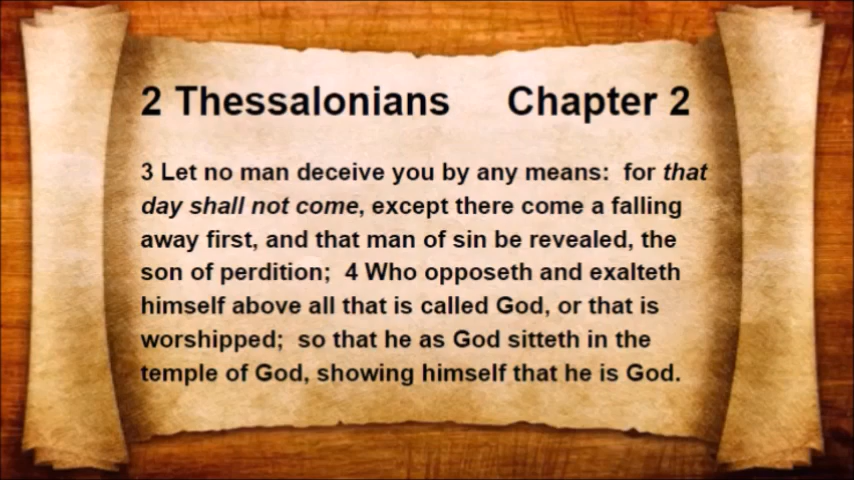 2 Thessalonians Chapter 2
3 Let no man deceive you by any means: for that
day shall not come, except there come a falling
away first, and that man of sin be revealed, the
son of perdition; 4 Who opposeth and exalteth
himself above all that is called God, or that is
worshipped; so that he as God sitteth in the
temple of God, showing himself that he is God.